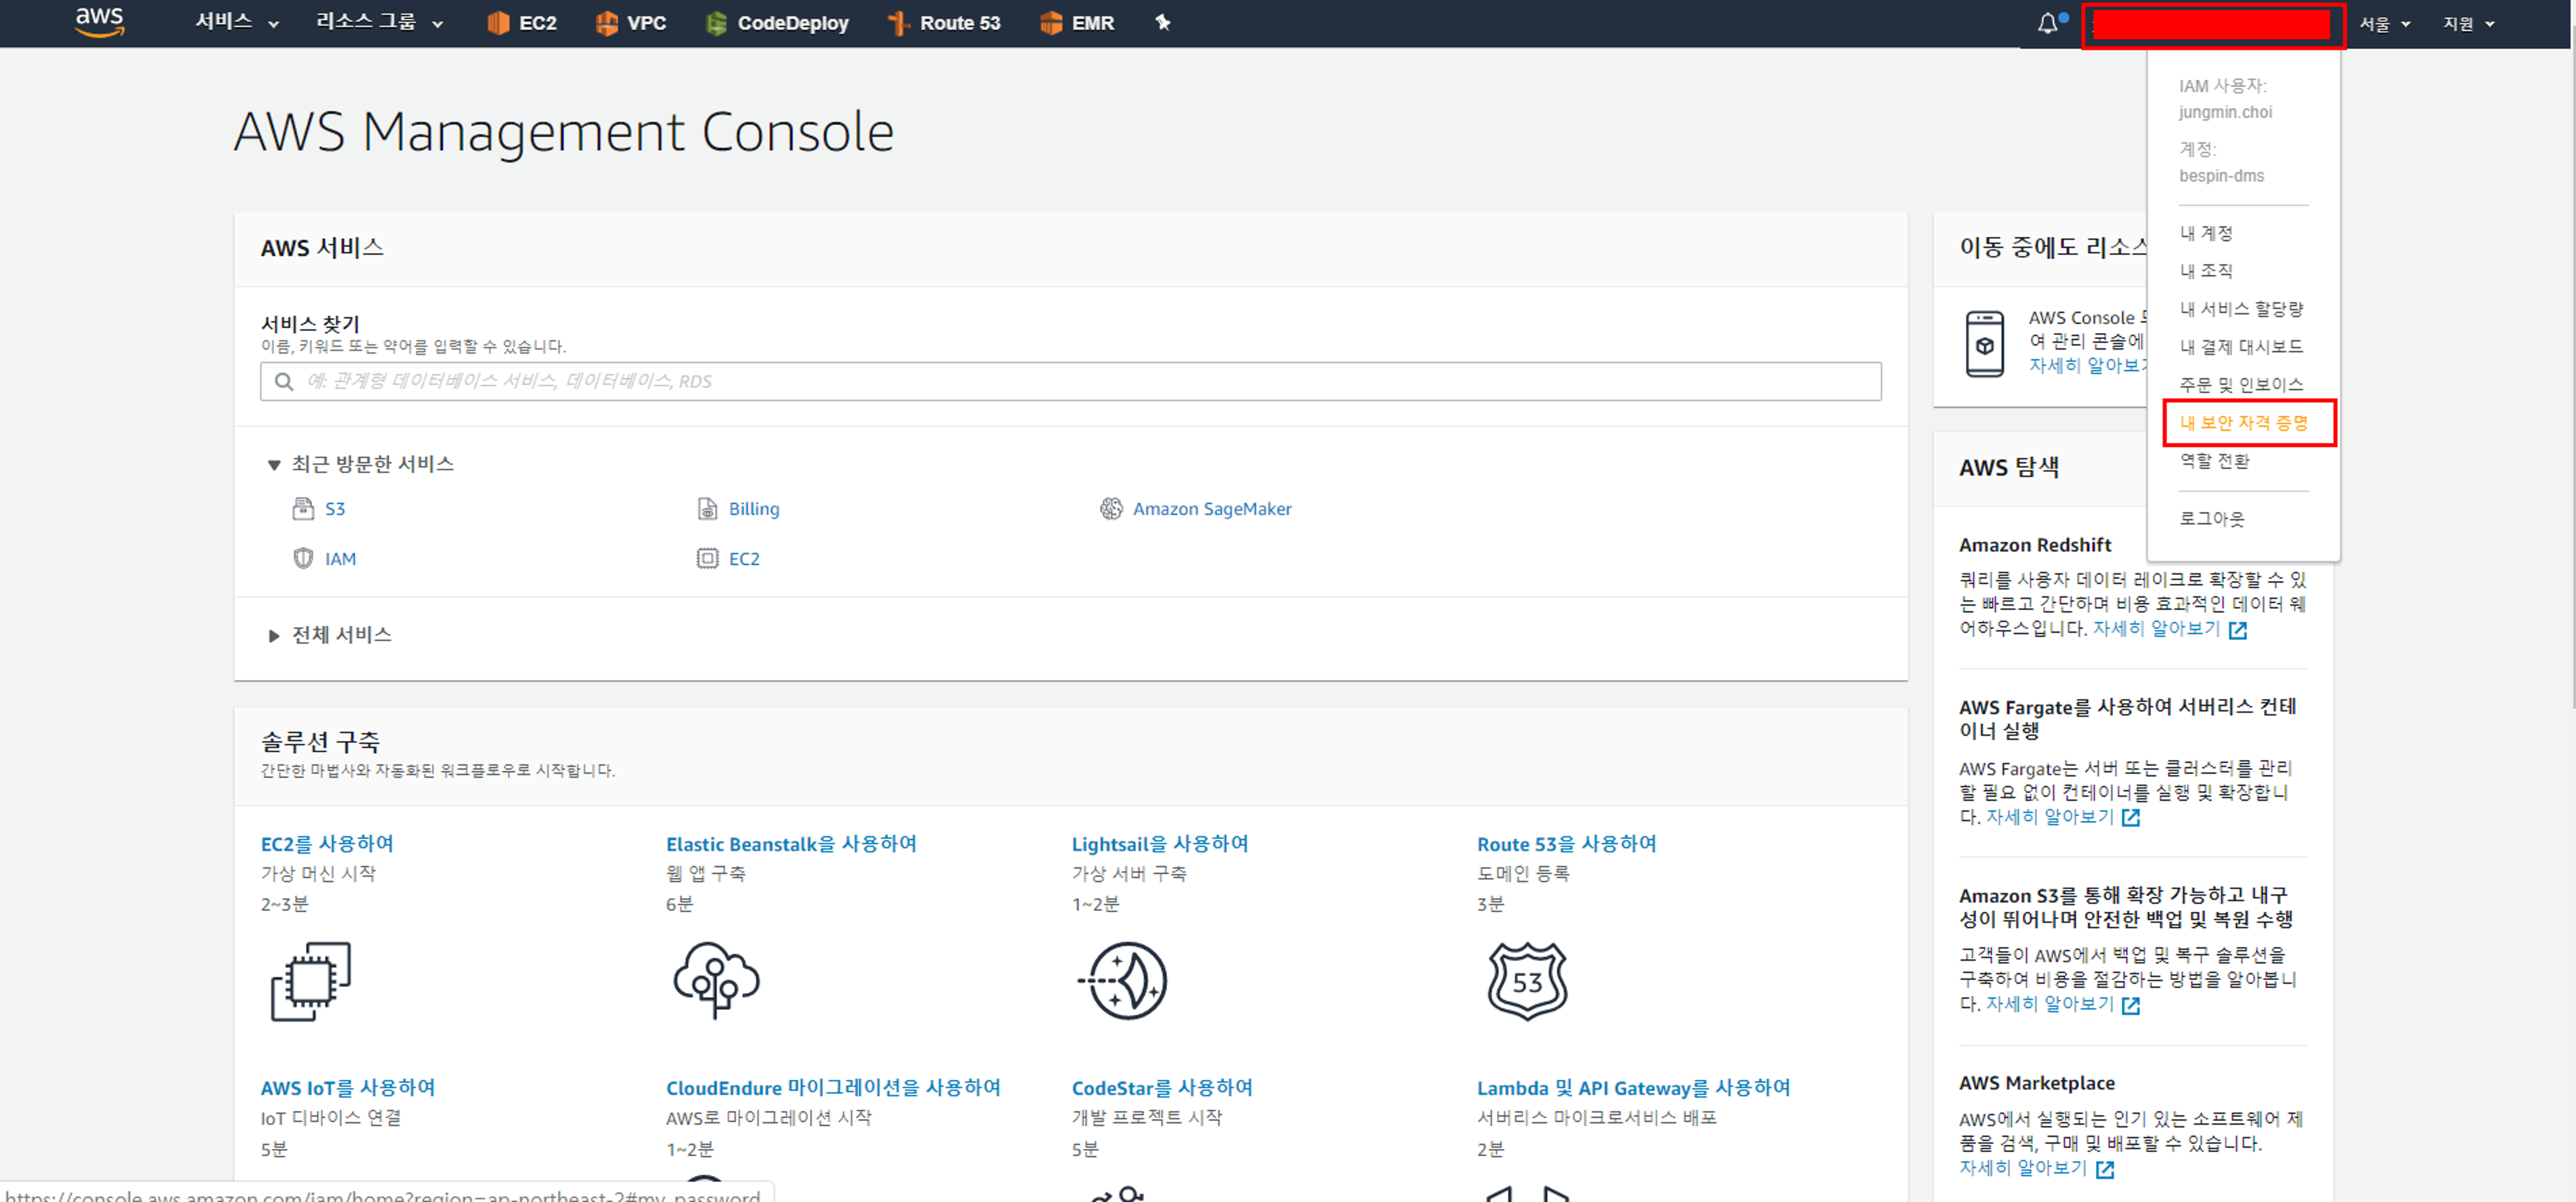 aws
서비스
리소스 그룹
EC2
VPC
CodeDeploy
Route 53
EMR
서울
지원
IAM 사용자:
jungmin.choi
계정:
bespin-dms
내 계정
내 조직
내 서비스 할당량
내 결제 대시보드
주문 및 인보이스
내 보안 자격 증명
역할 전환
로그아웃
AWS Management Console
AWS 서비스
서비스 찾기
이름, 키워드 또는 약어를 입력할 수 있습니다.
예: 관계형 데이터베이스 서비스, 데이터베이스, RDS
최근 방문한 서비스
S3
Billing
Amazon SageMaker
IAM
EC2
전체 서비스
솔루션 구축
간단한 마법사와 자동화된 워크플로우로 시작합니다.
EC2를 사용하여
가상 머신 시작
2~3분
Elastic Beanstalk을 사용하여
웹 앱 구축
6분
Lightsail을 사용하여
가상 서버 구축
1~2분
Route 53을 사용하여
도메인 등록
3분
53
AWS IoT를 사용하여
IoT 디바이스 연결
5분
CloudEndure 마이그레이션을 사용하여
AWS로 마이그레이션 시작
1~2분
CodeStar를 사용하여
개발 프로젝트 시작
5분
Lambda 및 API Gateway를 사용하여
서버리스 마이크로서비스 배포
2분
이동 중에도 리소스
AWS Console
여 관리 콘솔에
자세히 알아보기
AWS 탐색
Amazon Redshift
쿼리를 사용자 데이터 레이크로 확장할 수 있
는 빠르고 간단하며 비용 효과적인 데이터 웨
어하우스입니다. 자세히 알아보기
AWS Fargate를 사용하여 서버리스 컨테
이너 실행
AWS Fargate는 서버 또는 클러스터를 관리
할 필요 없이 컨테이너를 실행 및 확장합니
다. 자세히 알아보기
Amazon S3를 통해 확장 가능하고 내구
성이 뛰어나며 안전한 백업 및 복원 수행
고객들이 AWS에서 백업 및 복구 솔루션을
구축하여 비용을 절감하는 방법을 알아봅니
다. 자세히 알아보기
AWS Marketplace
AWS에서 실행되는 인기 있는 소프트웨어 제
품을 검색, 구매 및 배포할 수 있습니다.
자세히 알아보기
https://console.aws.amazon.com/iam/home?region=ap-northeast-2#my_password